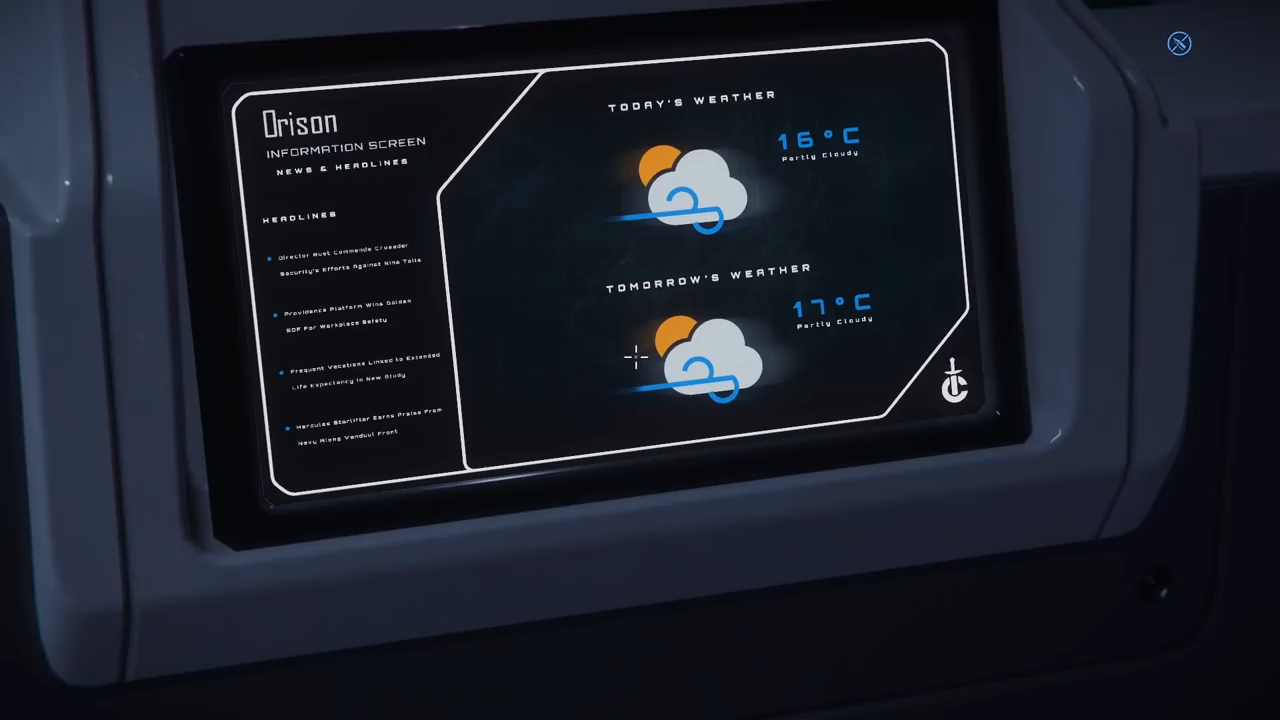 Orison
INFORMATION SCREEN
NEWS & HEADLINES
HEADLINES
Director Huet Commends Crusader
Security's Efforts Against Nine Tails
Providence Platform Wins Golden
SDF For Workplace Safety
Frequent Vacations Linked to Extended
Life Expectancy in New Study
Hercules Starlifter Earns Praise From
Navy Along Vanduul Front
TODAY'S WEATHER
16°C
Partly Cloudy
TOMORROW'S WEATHER
17°C
Partly Cloudy